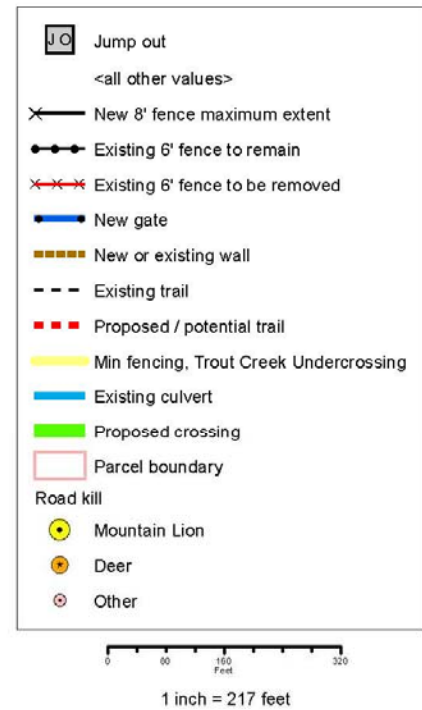 JO Jump out
<all other values>
New 8' fence maximum extent
Existing 6' fence to remain
Existing 6' fence to be removed
New gate
New or existing wall
Existing trail
Proposed / potential trail
Min fencing, Trout Creek Undercrossing
Existing culvert
Proposed crossing
Parcel boundary
Road kill
Mountain Lion
Deer
Other
0 80 160 320
Feet
1 inch = 217 feet